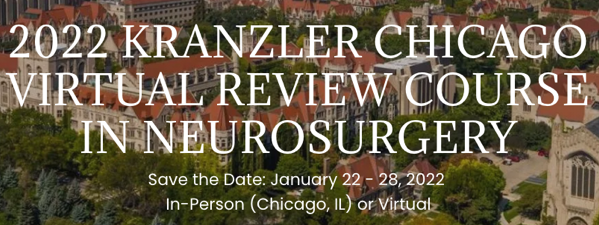 2022 KRANZLER CHICAGO
VIRTUAL REVIEW COURSE
IN NEUROSURGERY
Save the Date: January 22 - 28, 2022
In-Person (Chicago, IL) or Virtual